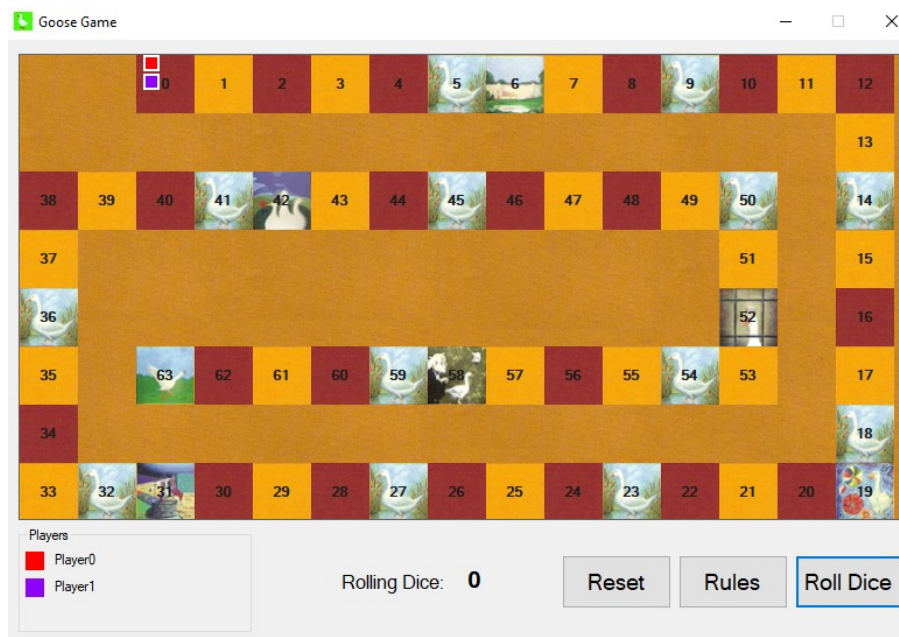 Goose Game
0 1 2 3 4 5 6 7 8 9 10 11 12
13
38 39 40 41 42 43 44 45 46 47 48 49 50 14
37 51 15
36 52 16
35 63 62 61 60 59 58 57 56 55 54 53 17
34 18
33 32 31 30 29 28 27 26 25 24 23 22 21 20 19
Players
Player0
Player1
Rolling Dice: 0
Reset
Rules
Roll Dice